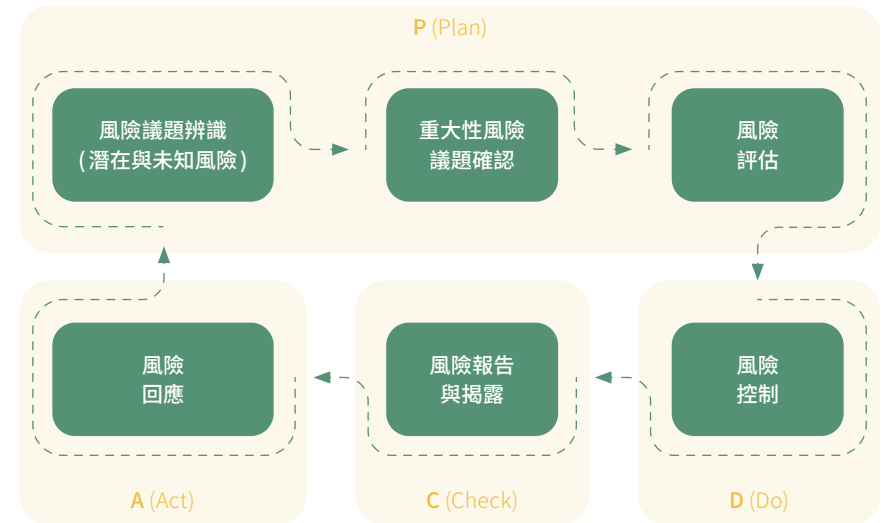 P (Plan)
風險議題辨識
(潛在與未知風險)
重大性風險
議題確認
風險
評估
風險
回應
風險報告
與揭露
風險
控制
A (Act)
C (Check)
D (Do)